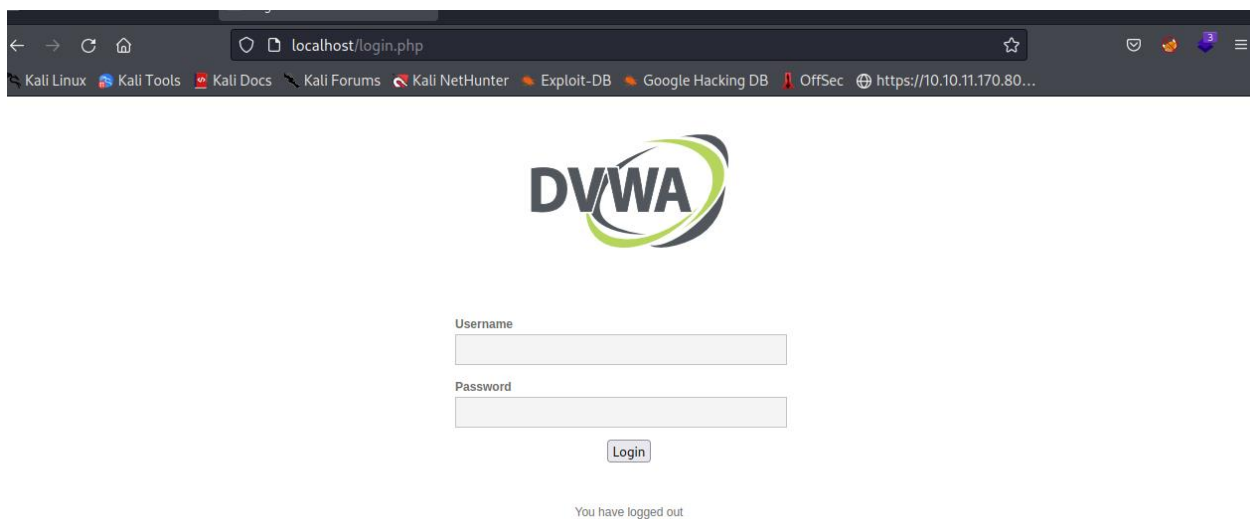 localhost/login.php
3
Kali Linux Kali Tools Kali Docs Kali Forums Kali NetHunter Exploit-DB Google Hacking DB OffSec https://10.10.11.170.80...
DVWA
Username
Password
Login
You have logged out